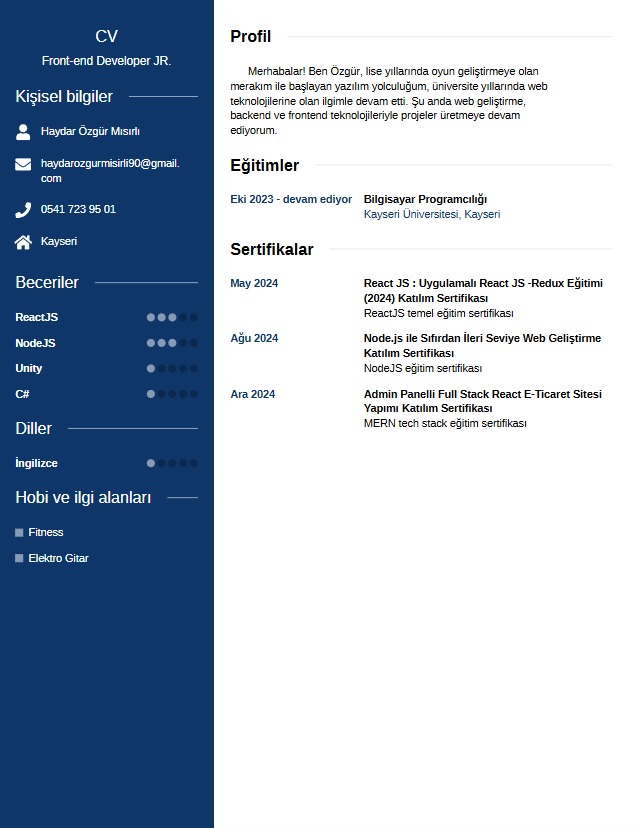 CV
Front-end Developer JR.
Kişisel bilgiler
Haydar Özgür Mısırlı
haydarozgurmisirli90@gmail.
com
0541 723 95 01
Kayseri
Beceriler
ReactJS
NodeJS
Unity
C#
Diller
İngilizce
Hobi ve ilgi alanları
Fitness
Elektro Gitar
Profil
Merhabalar! Ben Özgür, lise yıllarında oyun geliştirmeye olan
merakım ile başlayan yazılım yolculuğum, üniversite yıllarında web
teknolojilerine olan ilgimle devam etti. Şu anda web geliştirme,
backend ve frontend teknolojileriyle projeler üretmeye devam
ediyorum.
Eğitimler
Eki 2023 - devam ediyor Bilgisayar Programcılığı
Kayseri Üniversitesi, Kayseri
Sertifikalar
May 2024 React JS : Uygulamalı React JS -Redux Eğitimi
(2024) Katılım Sertifikası
ReactJS temel eğitim sertifikası
Ağu 2024 Node.js ile Sıfırdan İleri Seviye Web Geliştirme
Katılım Sertifikası
NodeJS eğitim sertifikası
Ara 2024 Admin Panelli Full Stack React E-Ticaret Sitesi
Yapımı Katılım Sertifikası
MERN tech stack eğitim sertifikası